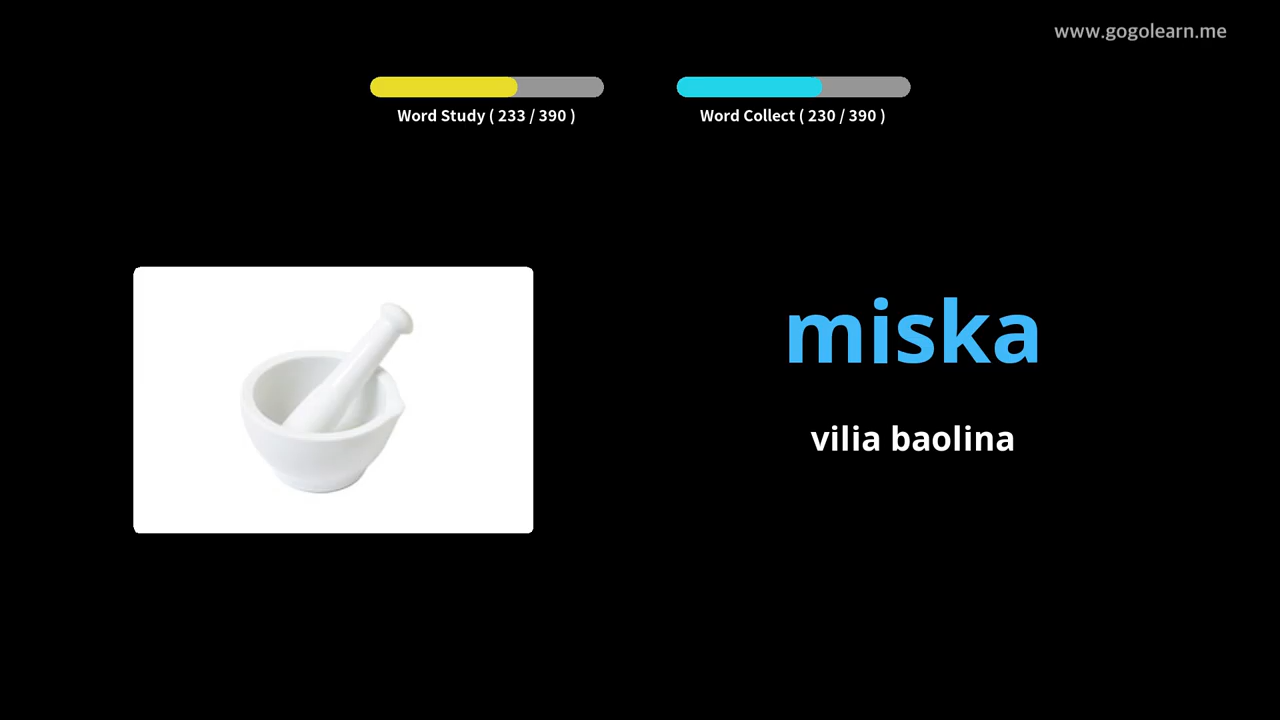 www.gogolearn.me
Word Study ( 233 / 390 )
Word Collect ( 230 / 390 )
miska
vilia baolina